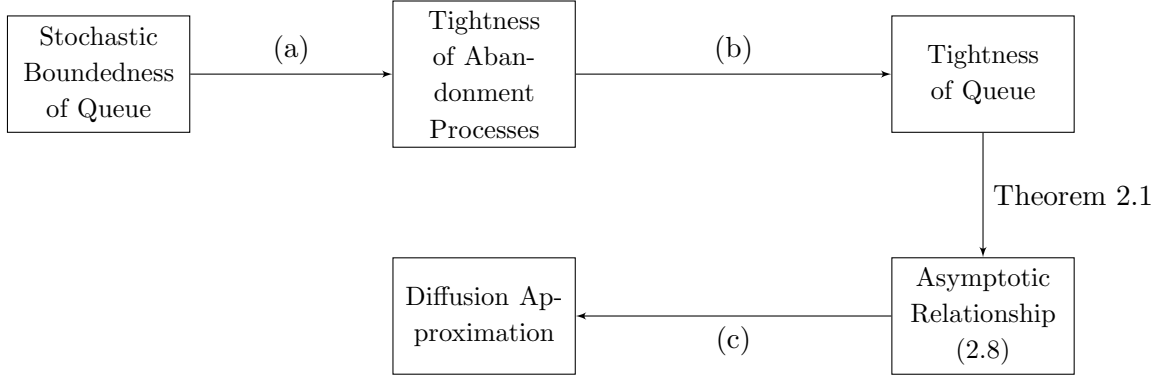 Stochastic
Boundedness
of Queue
(a)
Tightness
of Aban-
donment
Processes
(b)
Tightness
of Queue
Theorem 2.1
Asymptotic
Relationship
(2.8)
(c)
Diffusion Ap-
proximation